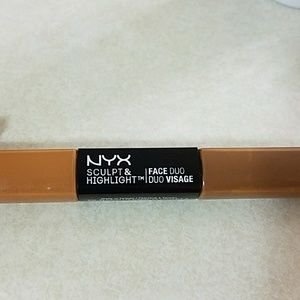 NYX
SCULPT & FACE DUO
HIGHLIGHT™ DUO VISAGE